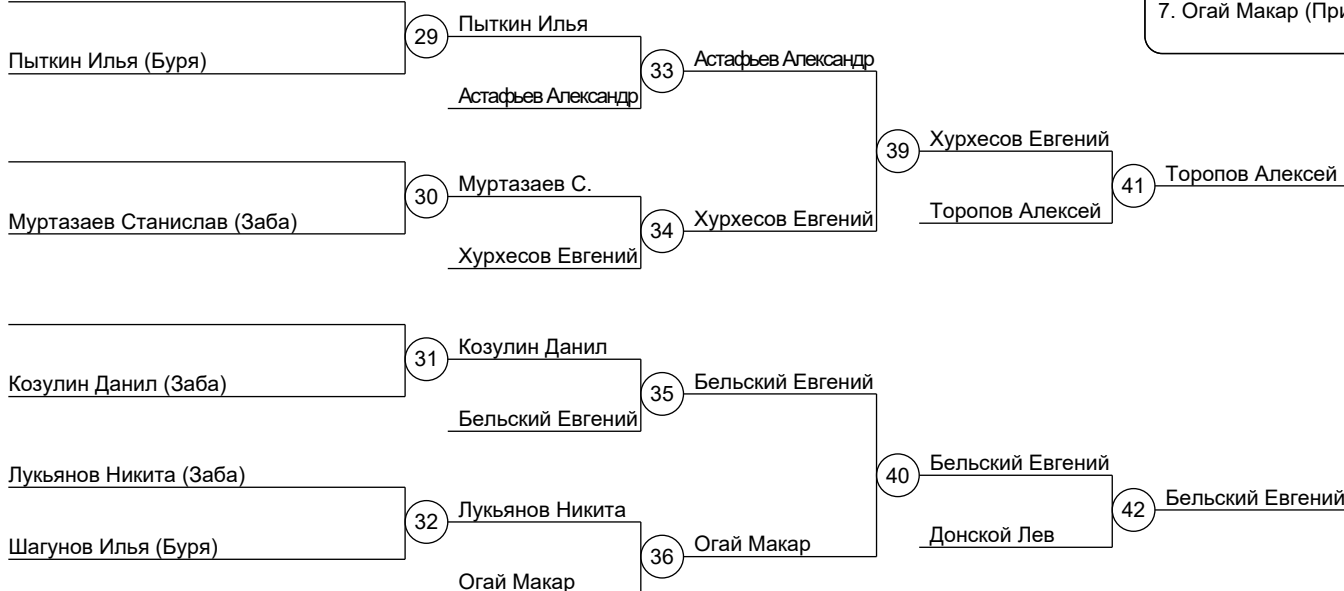 7. Огай Макар (При
29
Пыткин Илья
Пыткин Илья (Буря)
33
Астафьев Александр
Астафьев Александр
39
Хурхесов Евгений
41
Торопов Алексей
Торопов Алексей
30
Муртазаев С.
Муртазаев Станислав (Заба)
34
Хурхесов Евгений
Хурхесов Евгений
31
Козулин Данил
Козулин Данил (Заба)
35
Бельский Евгений
Бельский Евгений
40
Бельский Евгений
42
Бельский Евгений
Донской Лев
Лукьянов Никита (Заба)
32
Лукьянов Никита
Шагунов Илья (Буря)
36
Огай Макар
Огай Макар